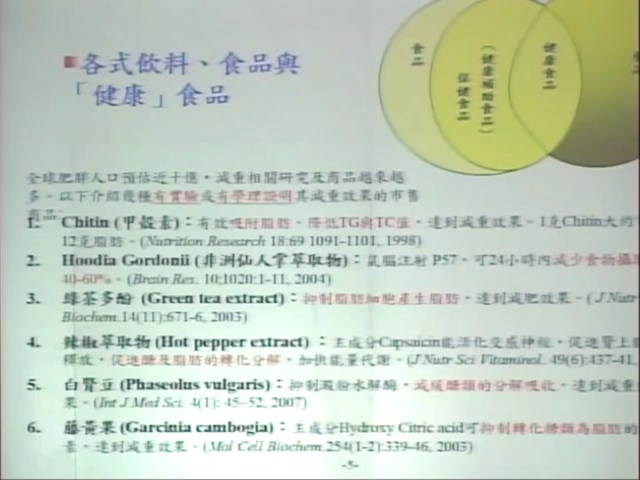 各式飲料、食品與
「健康」食品
食品
保健食品
(健康補助食品)
健康食品
全球肥胖人口預估近十億，減重相關研究及商品越來越
多。以下介紹幾種有實驗或有學理證明其減重效果的市售
商品：
1. Chitin (甲殼素)：有效吸附脂肪、降低TG與TC值，達到減重效果。1克Chitin大約
12克脂肪。(Nutrition Research 18:69 1091-1101, 1998)
2. Hoodia Gordonii (非洲仙人掌萃取物)：鼠腦注射 P57，可24小時內減少食物攝
40-60%。(Brain Res. 10;1020:1-11, 2004)
3. 綠茶多酚 (Green tea extract)：抑制脂肪細胞產生脂肪，達到減肥效果。( J Nutr
Biochem.14(11):671-6, 2003)
4. 辣椒萃取物 (Hot pepper extract)：主成分Capsaicin能活化交感神經，促進腎上
釋放，促進醣及脂肪的轉化分解，加快能量代謝。(J Nutr Sci Vitaminol. 49(6):437-41,
5. 白腎豆 (Phaseolus vulgaris)：抑制澱粉水解酶，減緩醣類的分解吸收，達到減重
果。(Int J Med Sci. 4(1): 45-52, 2007)
6. 藤黃果 (Garcinia cambogia)：主成分Hydroxy Citric acid可抑制轉化糖類為脂肪的
素，達到減重效果。(Mol Cell Biochem.254(1-2):339-46, 2003)
-5-